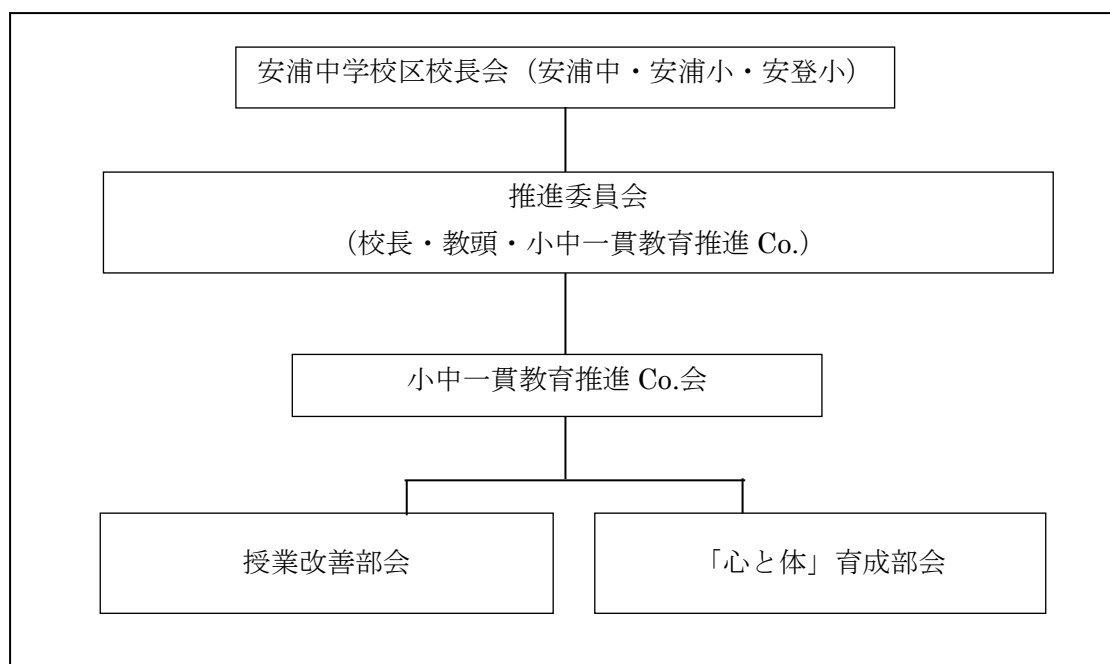 安浦中学校区校長会（安浦中・安浦小・安登小）
推進委員会
（校長・教頭・小中一貫教育推進 Co.）
小中一貫教育推進 Co.会
授業改善部会
「心と体」育成部会